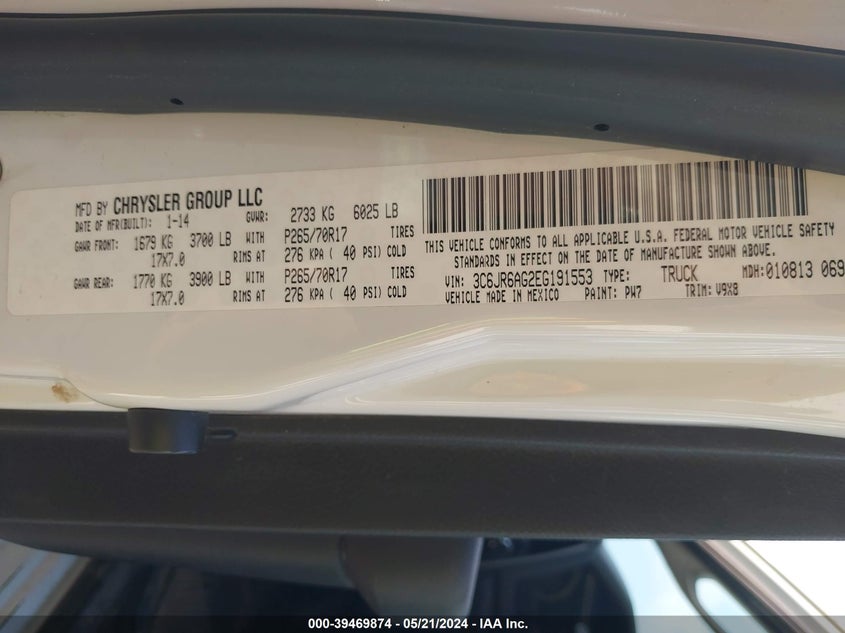 MFD BY CHRYSLER GROUP LLC
DATE OF MFR(BUILT): 1-14 GVWR: 2733 KG 6025 LB
GAWR FRONT: 1679 KG 3700 LB WITH P265/70R17 TIRES
17X7.0 RIMS AT 276 KPA ( 40 PSI) COLD
GAWR REAR: 1770 KG 3900 LB WITH P265/70R17 TIRES
17X7.0 RIMS AT 276 KPA ( 40 PSI) COLD
THIS VEHICLE CONFORMS TO ALL APPLICABLE U.S.A. FEDERAL MOTOR VEHICLE SAFETY
STANDARDS IN EFFECT ON THE DATE OF MANUFACTURE SHOWN ABOVE.
VIN: 3C6JR6AG2EG191553 TYPE: TRUCK MDH:010813 069
VEHICLE MADE IN MEXICO PAINT: PW7 TRIM: V9X8
000-39469874 / 05/21/2024 - IAA Inc.